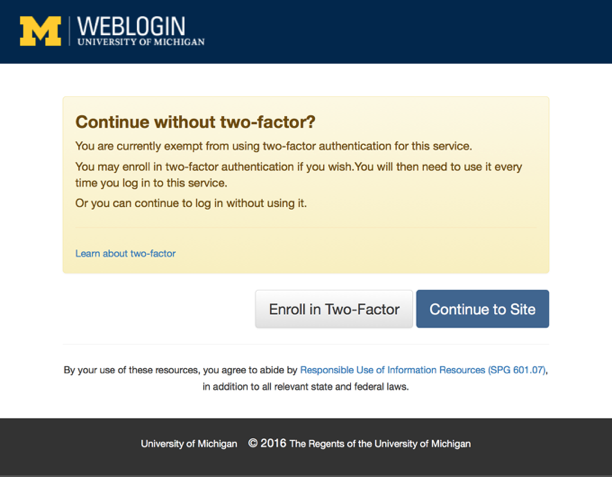 M WEBLOGIN
UNIVERSITY OF MICHIGAN
Continue without two-factor?
You are currently exempt from using two-factor authentication for this service.
You may enroll in two-factor authentication if you wish.You will then need to use it every
time you log in to this service.
Or you can continue to log in without using it.
Learn about two-factor
Enroll in Two-Factor Continue to Site
By your use of these resources, you agree to abide by Responsible Use of Information Resources (SPG 601.07),
in addition to all relevant state and federal laws.
University of Michigan © 2016 The Regents of the University of Michigan